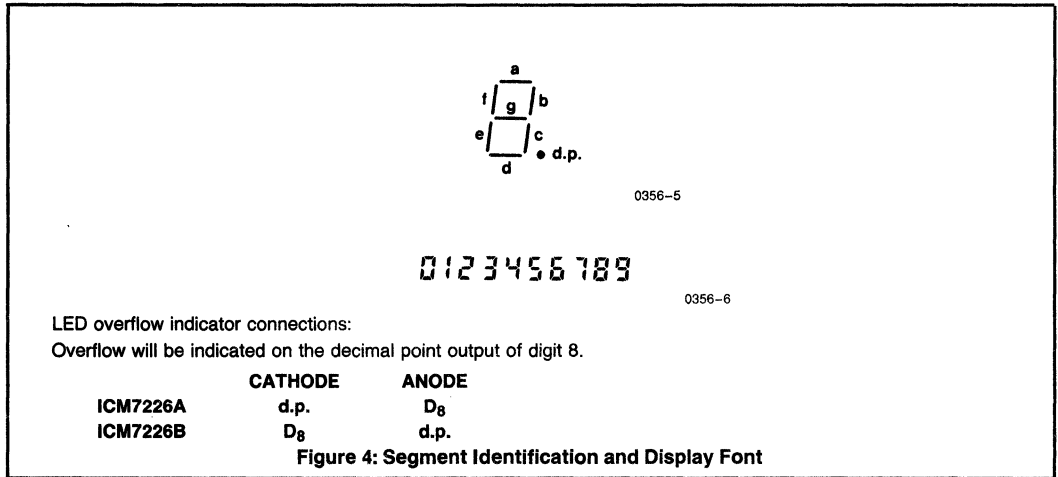 a
f g b
e c
d.p.
d
0356-5
0123456789
0356-6
LED overflow indicator connections:
Overflow will be indicated on the decimal point output of digit 8.
CATHODE ANODE
ICM7226A d.p. D8
ICM7226B D8 d.p.
Figure 4: Segment Identification and Display Font